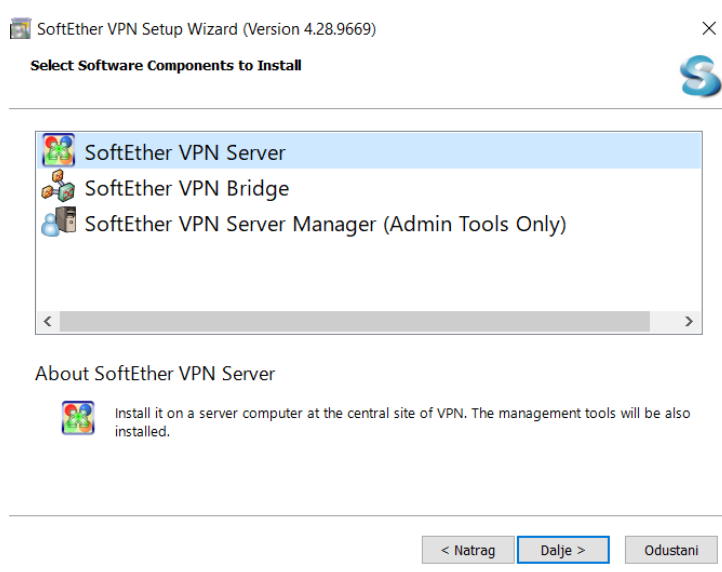 SoftEther VPN Setup Wizard (Version 4.28.9669)
Select Software Components to Install
SoftEther VPN Server
SoftEther VPN Bridge
SoftEther VPN Server Manager (Admin Tools Only)
About SoftEther VPN Server
Install it on a server computer at the central site of VPN. The management tools will be also
installed.
< Natrag Dalje > Odustani